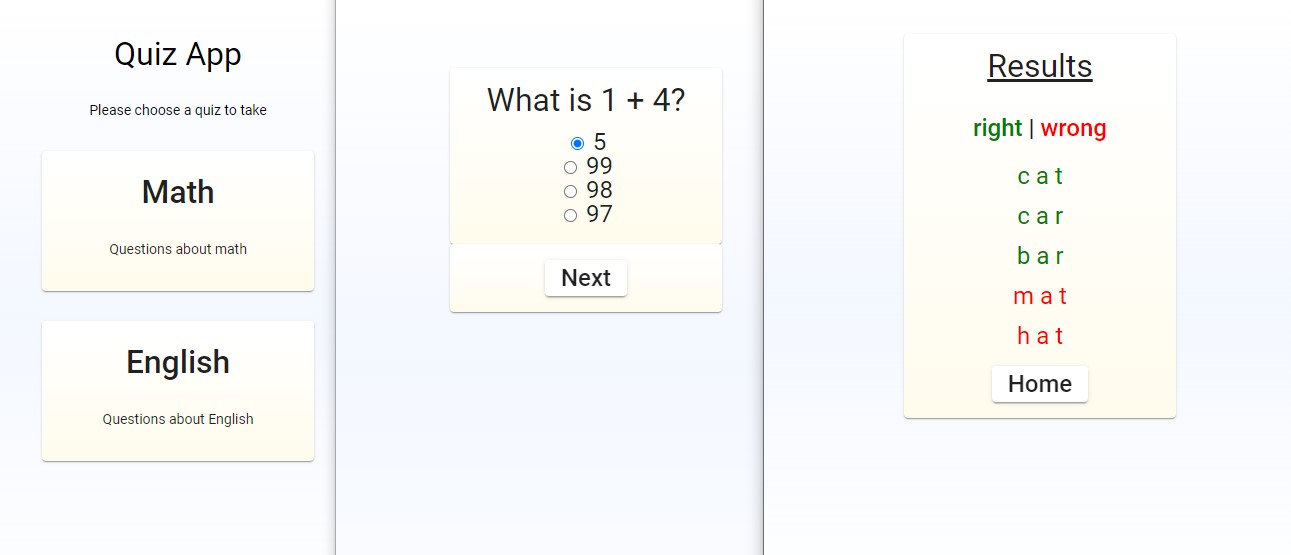 Quiz App
Please choose a quiz to take
Math
Questions about math
English
Questions about English
What is 1 + 4?
5
99
98
97
Next
Results
right | wrong
c a t
c a r
b a r
m a t
h a t
Home